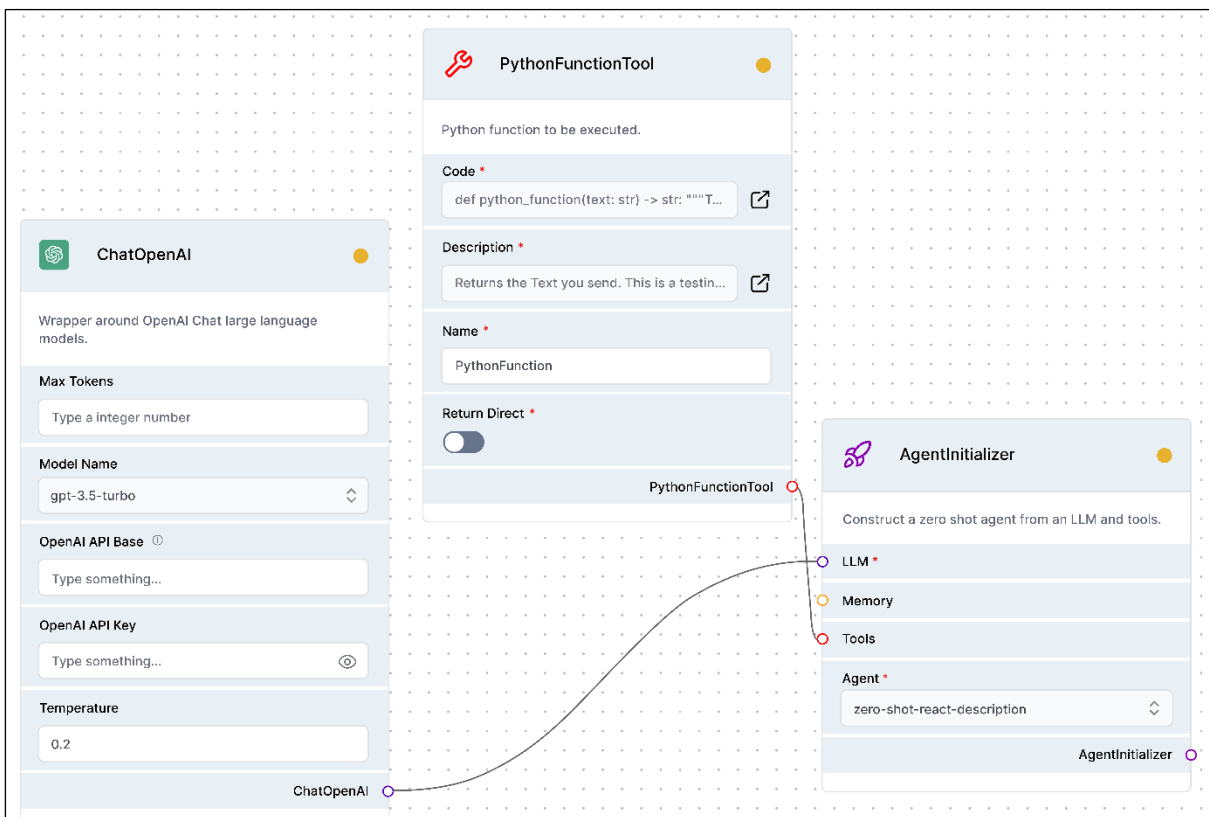 PythonFunctionTool
Python function to be executed.
Code *
def python_function(text: str) -> str: """T...
Description *
Returns the Text you send. This is a testin...
Name *
PythonFunction
Return Direct *
PythonFunctionTool
ChatOpenAI
Wrapper around OpenAI Chat large language
models.
Max Tokens
Type a integer number
Model Name
gpt-3.5-turbo
OpenAI API Base
Type something...
OpenAI API Key
Type something...
Temperature
0.2
ChatOpenAI
AgentInitializer
Construct a zero shot agent from an LLM and tools.
LLM *
Memory
Tools
Agent *
zero-shot-react-description
AgentInitializer